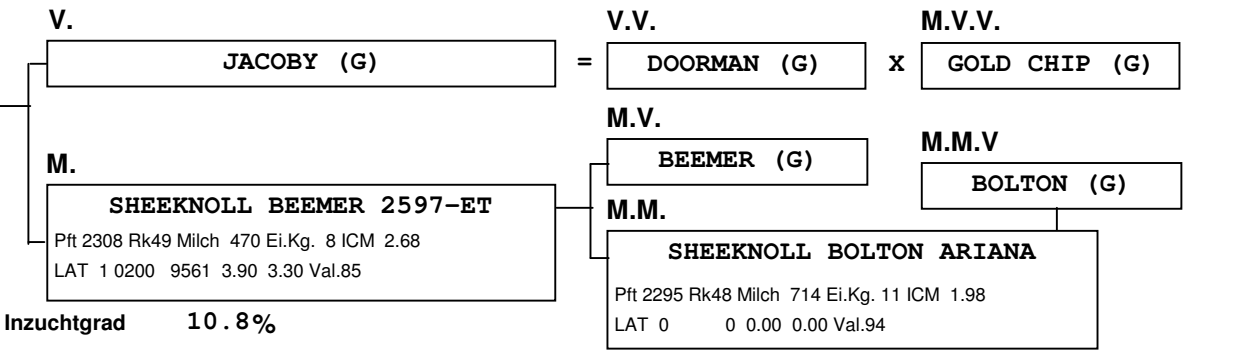 V.
V.V.
M.V.V.
JACOBY (G)
=
DOORMAN (G)
X
GOLD CHIP (G)
M.V.
BEEMER (G)
M.M.V
BOLTON (G)
M.
SHEEKNOLL BEEMER 2597-ET
Pft 2308 Rk49 Milch 470 Ei.Kg. 8 ICM 2.68
LAT 1 0200 9561 3.90 3.30 Val.85
M.M.
SHEEKNOLL BOLTON ARIANA
Pft 2295 Rk48 Milch 714 Ei.Kg. 11 ICM 1.98
LAT 0 0 0.00 0.00 Val.94
Inzuchtgrad 10.8%